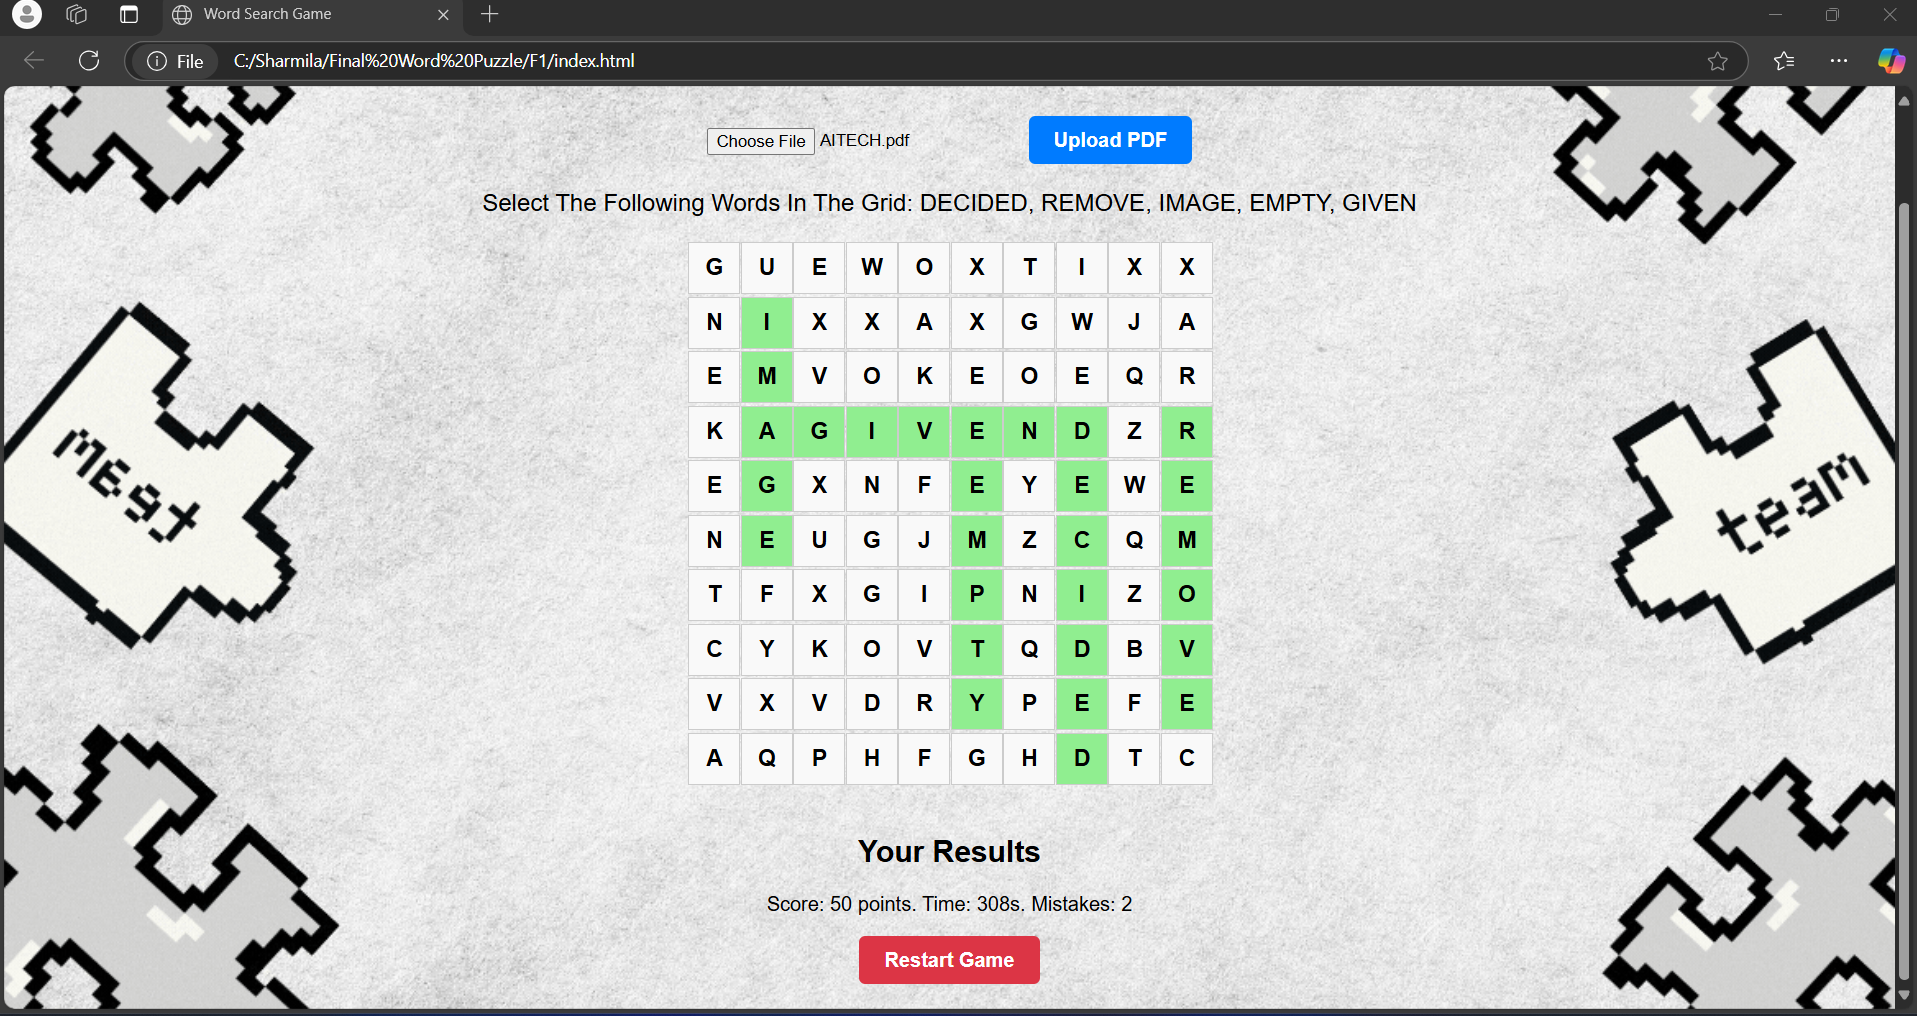 Word Search Game
File C:/Sharmila/Final%20Word%20Puzzle/F1/index.html
Choose File AITECH.pdf Upload PDF
Select The Following Words In The Grid: DECIDED, REMOVE, IMAGE, EMPTY, GIVEN
G U E W O X T I X X
N I X X A X G W J A
E M V O K E O E Q R
K A G I V E N D Z R
E G X N F E Y E W E
N E U G J M Z C Q M
T F X G I P N I Z O
C Y K O V T Q D B V
V X V D R Y P E F E
A Q P H F G H D T C
mEgt
team
Your Results
Score: 50 points. Time: 308s. Mistakes: 2
Restart Game